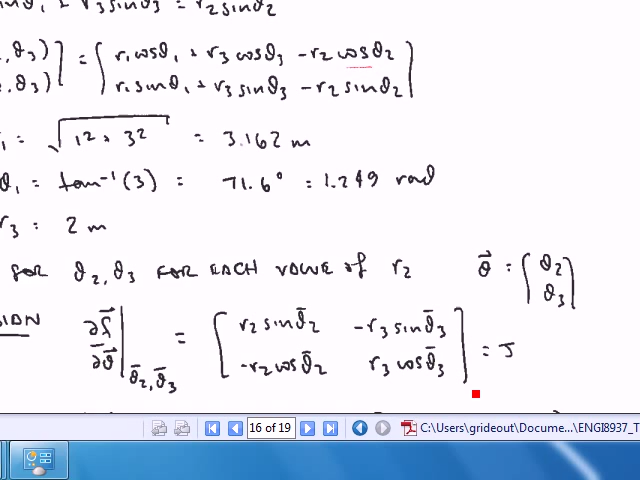 r3 sinϑ3 = r2 sinϑ2
, ϑ3) ] = [ r1 cosϑ1 + r3 cosϑ3 - r2 cosϑ2
, ϑ3) r1 sinϑ1 + r3 sinϑ3 - r2 sinϑ2 ]
1 = √(1² + 3²) = 3.162 m
ϑ1 = tan⁻¹(3) = 71.6° = 1.249 rad
r3 = 2 m
FOR ϑ2, ϑ3 FOR EACH VALUE of r2 ϑ⃗ = [ ϑ2 ϑ3 ]
∂f⃗/∂ϑ⃗ | ϑ̄2, ϑ̄3 = [ r2 sinϑ̄2 -r3 sinϑ̄3
-r2 cosϑ̄2 r3 cosϑ̄3 ] = J
16 of 19 C:\Users\grideout\Docume...\ENGI8937_T